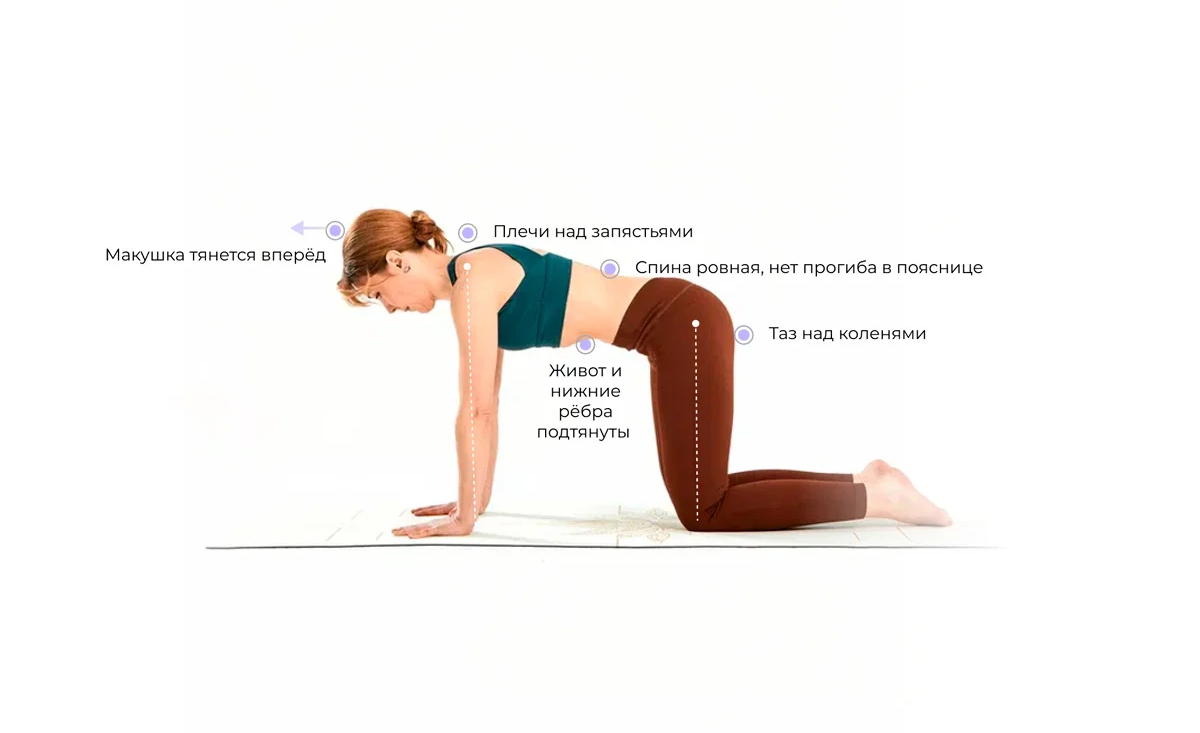 Плечи над запястьями
Макушка тянется вперёд
Спина ровная, нет прогиба в пояснице
Таз над коленями
Живот и
нижние
рёбра
подтянуты